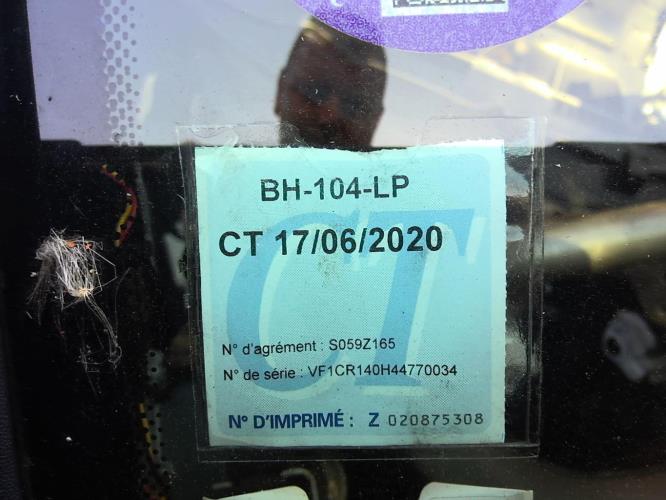 BH-104-LP
CT 17/06/2020
CT
N° d'agrément : S059Z165
N° de série : VF1CR140H44770034
N° D'IMPRIMÉ : Z 020875308